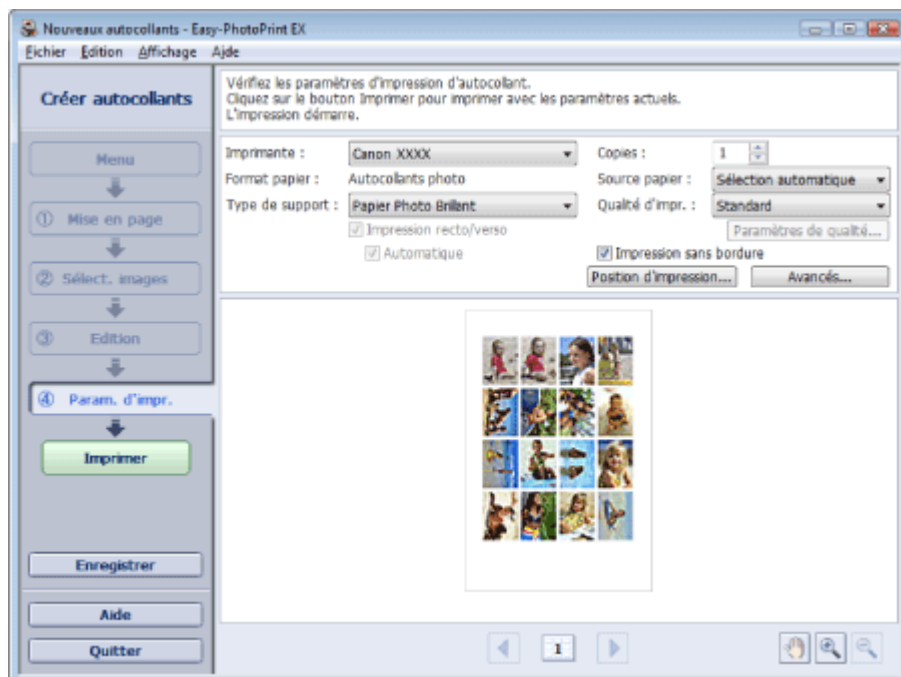 Nouveaux autocollants - Easy-PhotoPrint EX
Fichier Edition Affichage Aide
Créer autocollants
Menu
① Mise en page
② Sélect. images
③ Edition
④ Param. d'impr.
Imprimer
Enregistrer
Aide
Quitter
Vérifiez les paramètres d'impression d'autocollant.
Cliquez sur le bouton Imprimer pour imprimer avec les paramètres actuels.
L'impression démarre.
Imprimante : Canon XXXX Copies : 1
Format papier : Autocollants photo Source papier : Sélection automatique
Type de support : Papier Photo Brillant Qualité d'impr. : Standard
Impression recto/verso Paramètres de qualité...
Automatique Impression sans bordure
Position d'impression... Avancés...
1